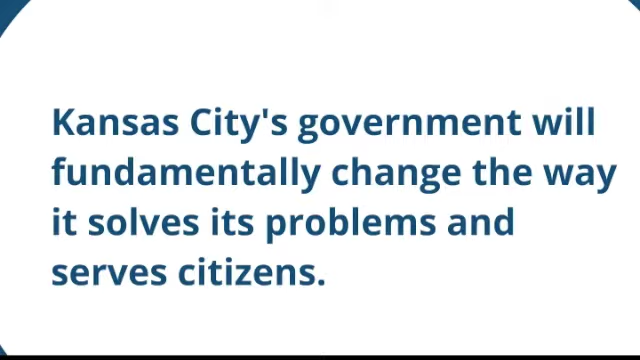 Kansas City's government will
fundamentally change the way
it solves its problems and
serves citizens.